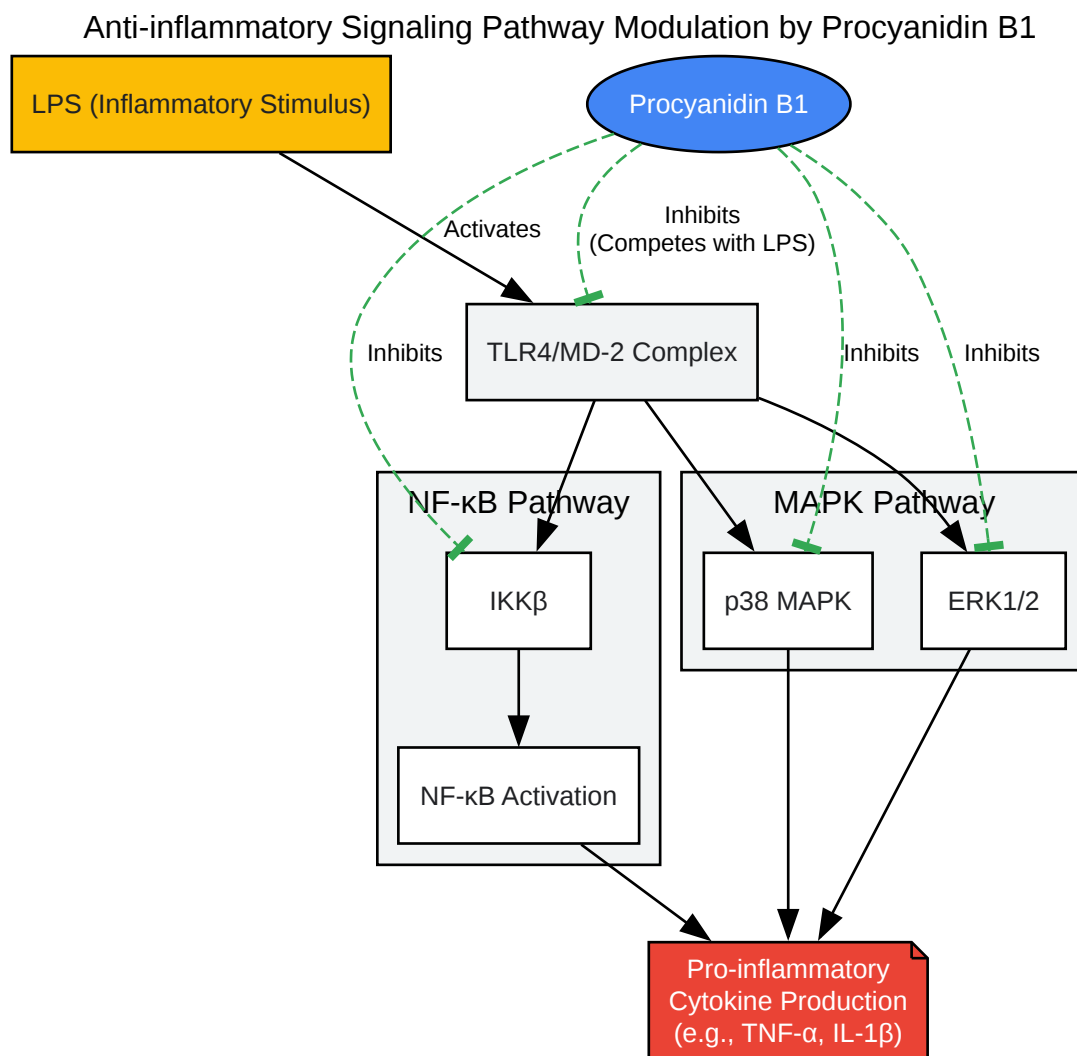 Anti-inflammatory Signaling Pathway Modulation by Procyanidin B1
LPS (Inflammatory Stimulus)
Procyanidin B1
Activates
Inhibits
(Competes with LPS)
Inhibits
TLR4/MD-2 Complex
Inhibits
Inhibits
NF-κB Pathway
MAPK Pathway
IKKβ
p38 MAPK
ERK1/2
NF-κB Activation
Pro-inflammatory
Cytokine Production
(e.g., TNF-α, IL-1β)